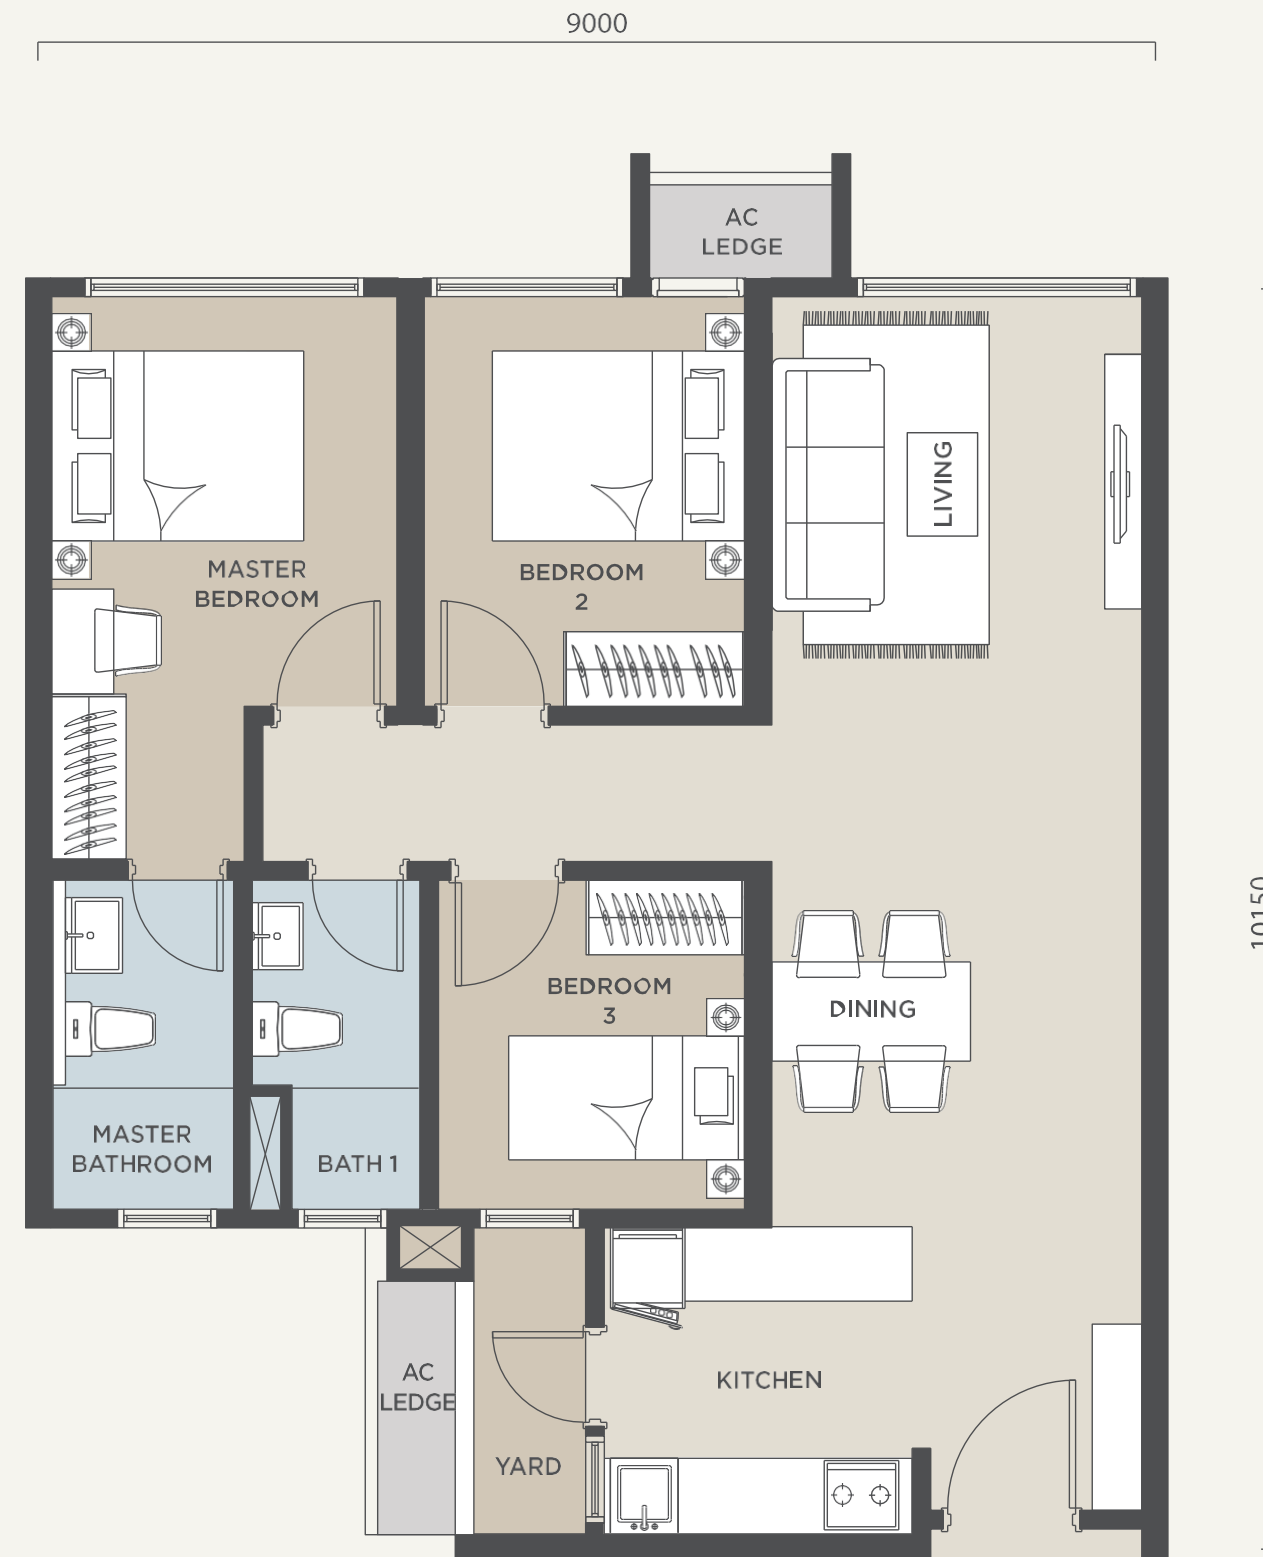 9000
AC
LEDGE
LIVING
MASTER
BEDROOM
BEDROOM
2
10150
BEDROOM
3
DINING
MASTER
BATHROOM
BATH 1
AC
LEDGE
KITCHEN
YARD